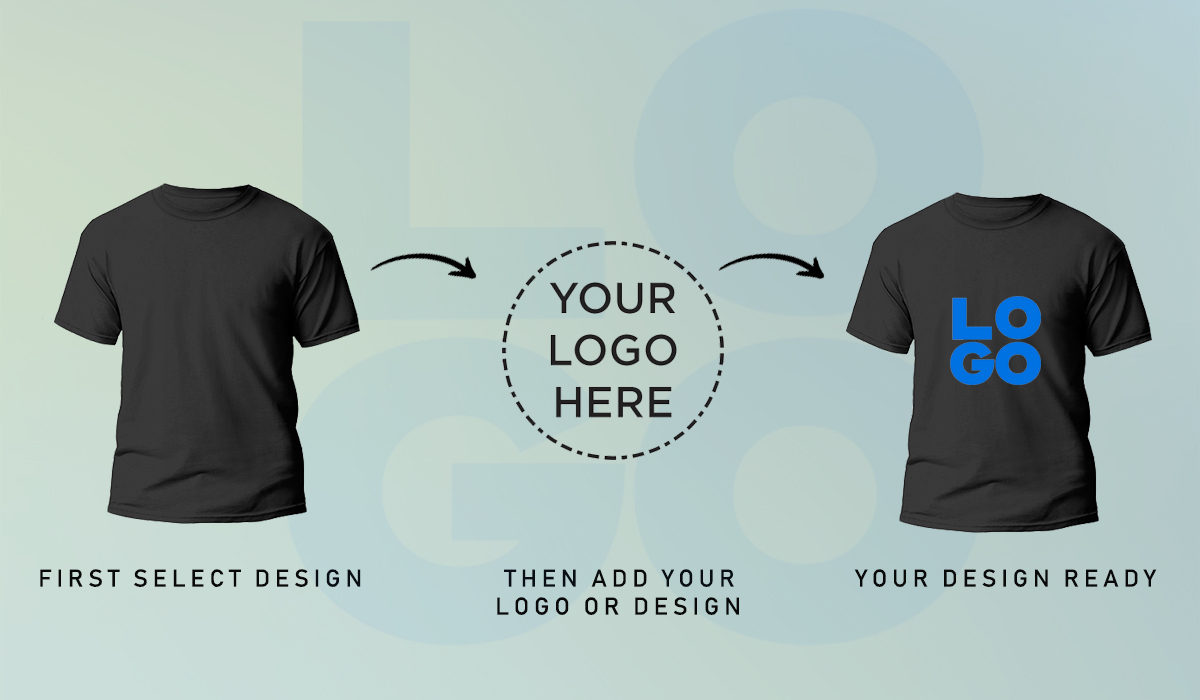 LO
GO
YOUR
LOGO
HERE
LO
GO
FIRST SELECT DESIGN
THEN ADD YOUR
LOGO OR DESIGN
YOUR DESIGN READY